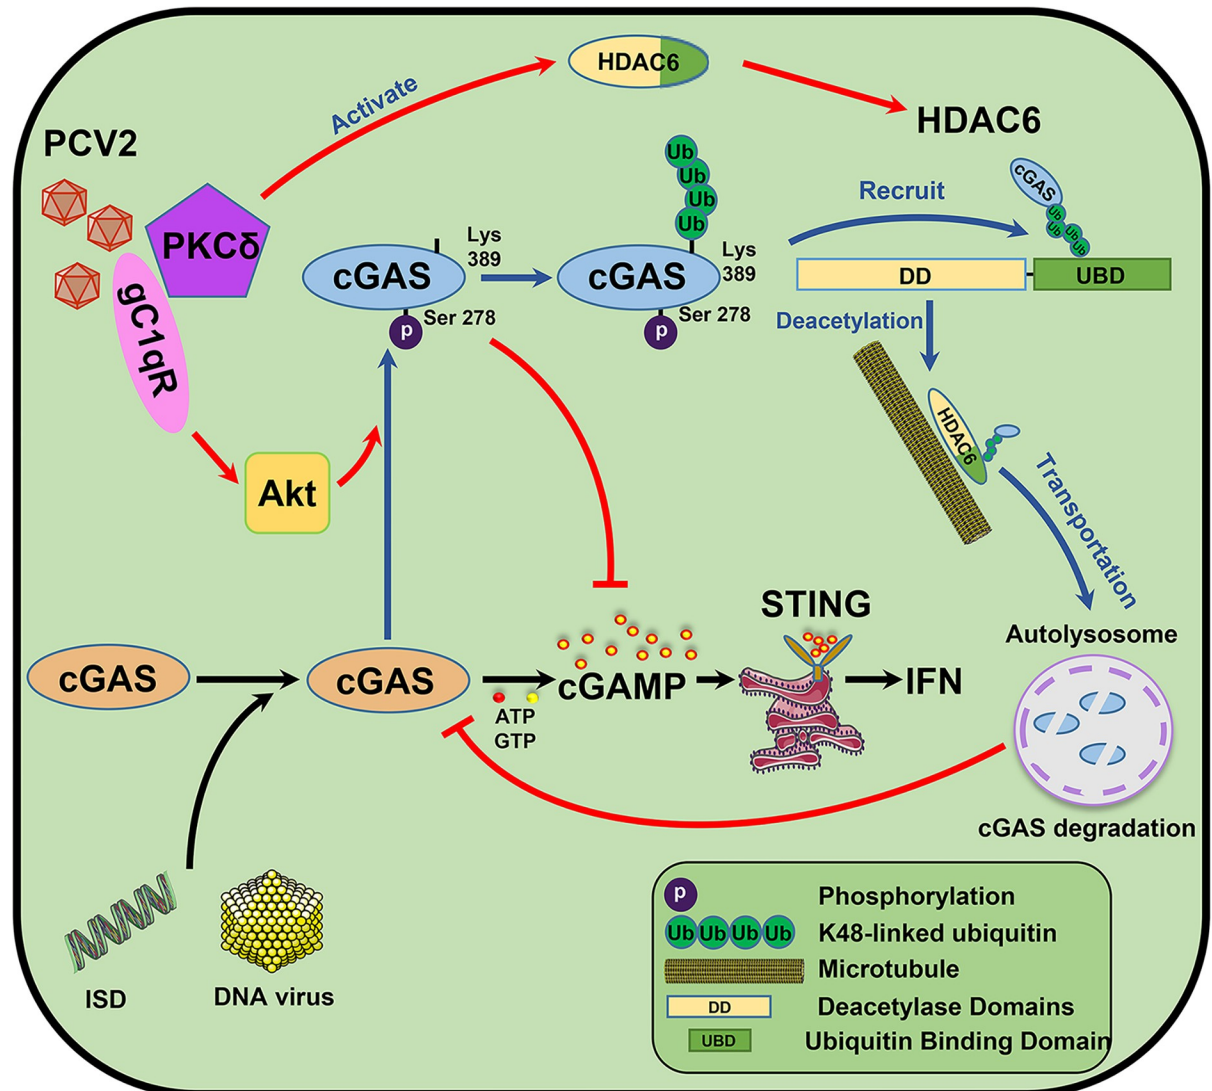 HDAC6
Activate
HDAC6
PCV2
PKCδ
gC1qR
Akt
cGAS
Lys
389
Ser 278
p
Ub
Ub
Ub
Ub
cGAS
Lys
389
Ser 278
p
Recruit
cGAS
Ub
Ub
Ub
Ub
DD
UBD
Deacetylation
HDAC6
Transportation
STING
Autolysosome
cGAS
cGAS
ATP
GTP
cGAMP
IFN
cGAS degradation
ISD
DNA virus
p
Phosphorylation
Ub Ub Ub Ub
K48-linked ubiquitin
Microtubule
DD
Deacetylase Domains
UBD
Ubiquitin Binding Domain